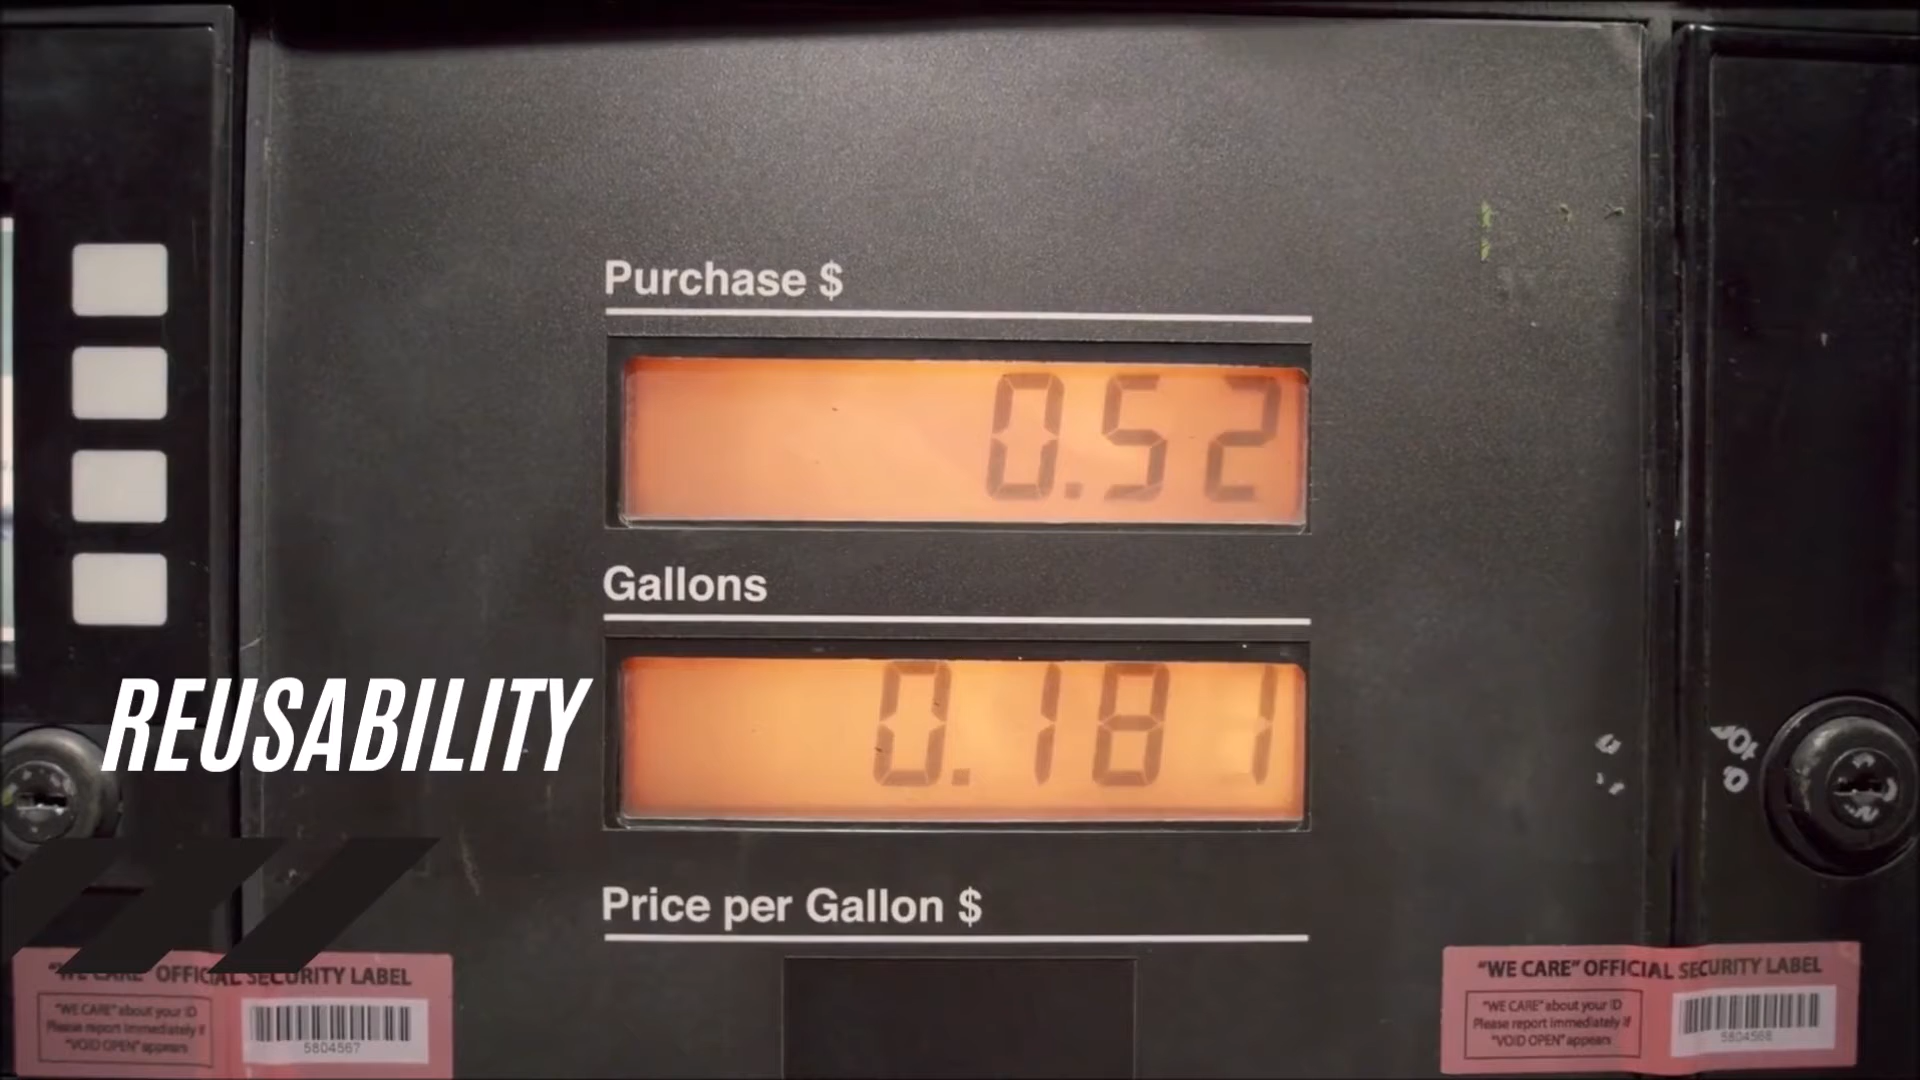 Purchase $
0.52
Gallons
0.181
REUSABILITY
Price per Gallon $
"WE CARE" OFFICIAL SECURITY LABEL
"WE CARE" about your ID
Please report immediately if
"VOID OPEN" appears
5804567
"WE CARE" OFFICIAL SECURITY LABEL
"WE CARE" about your ID
Please report immediately if
"VOID OPEN" appears
5804568